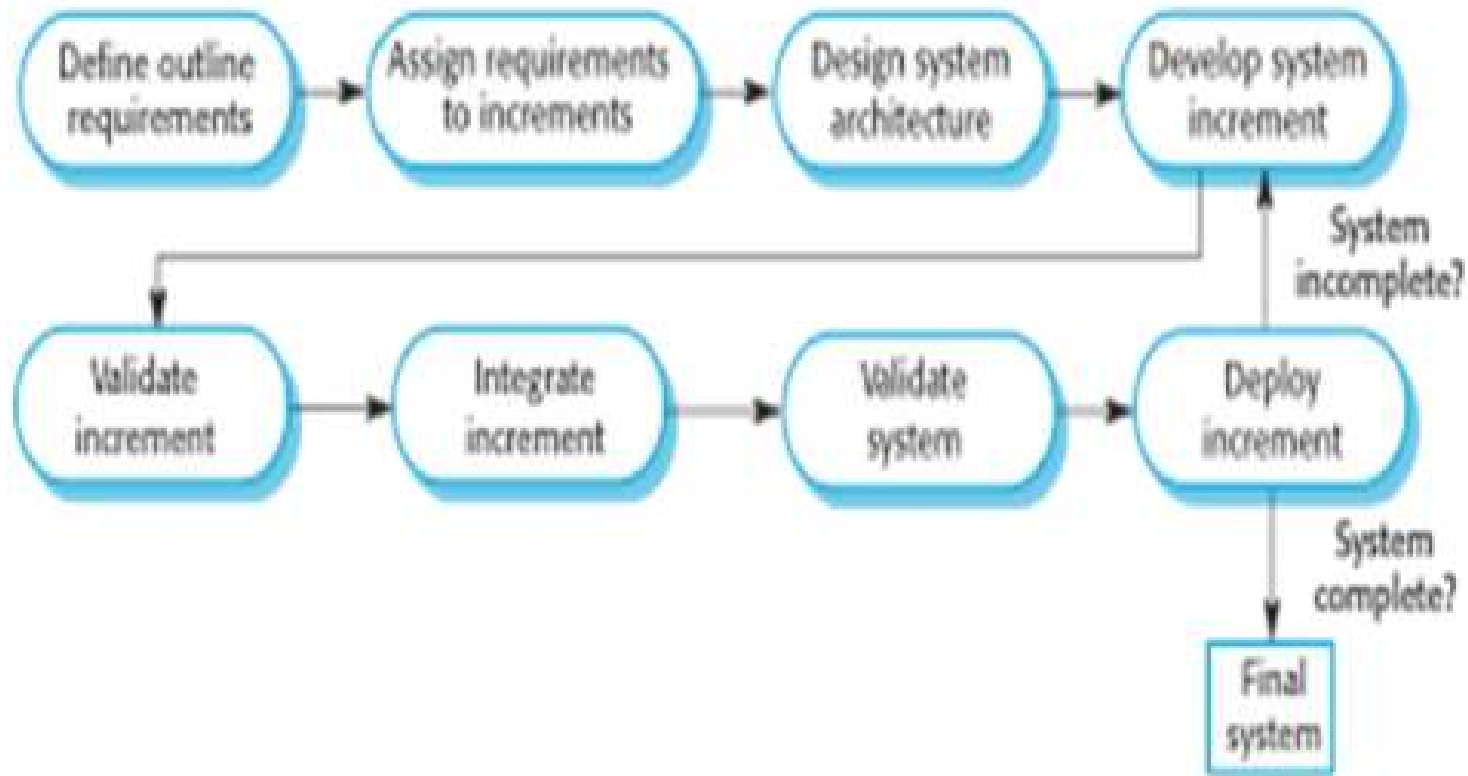 Define outline
requirements
Assign requirements
to increments
Design system
architecture
Develop system
increment
System
incomplete?
Validate
increment
Integrate
increment
Validate
system
Deploy
increment
System
complete?
Final
system